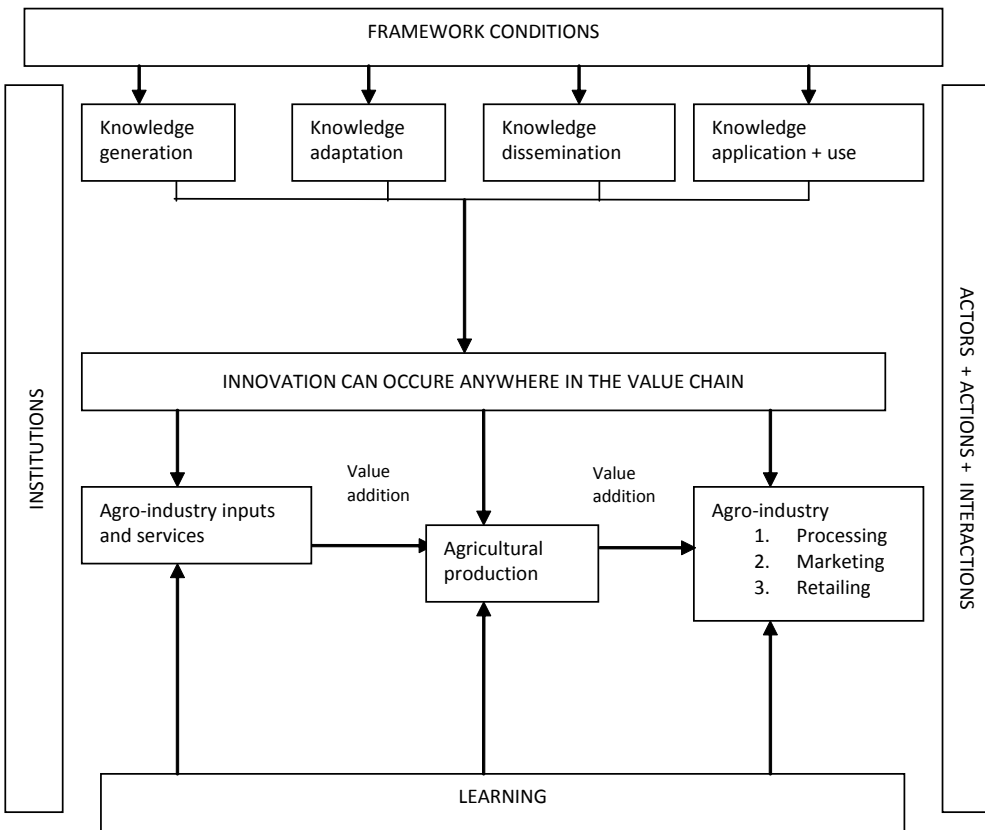 FRAMEWORK CONDITIONS
Knowledge
generation
Knowledge
adaptation
Knowledge
dissemination
Knowledge
application + use
INSTITUTIONS
ACTORS + ACTIONS + INTERACTIONS
INNOVATION CAN OCCURE ANYWHERE IN THE VALUE CHAIN
Value
addition
Value
addition
Agro-industry inputs
and services
Agricultural
production
Agro-industry
1. Processing
2. Marketing
3. Retailing
LEARNING